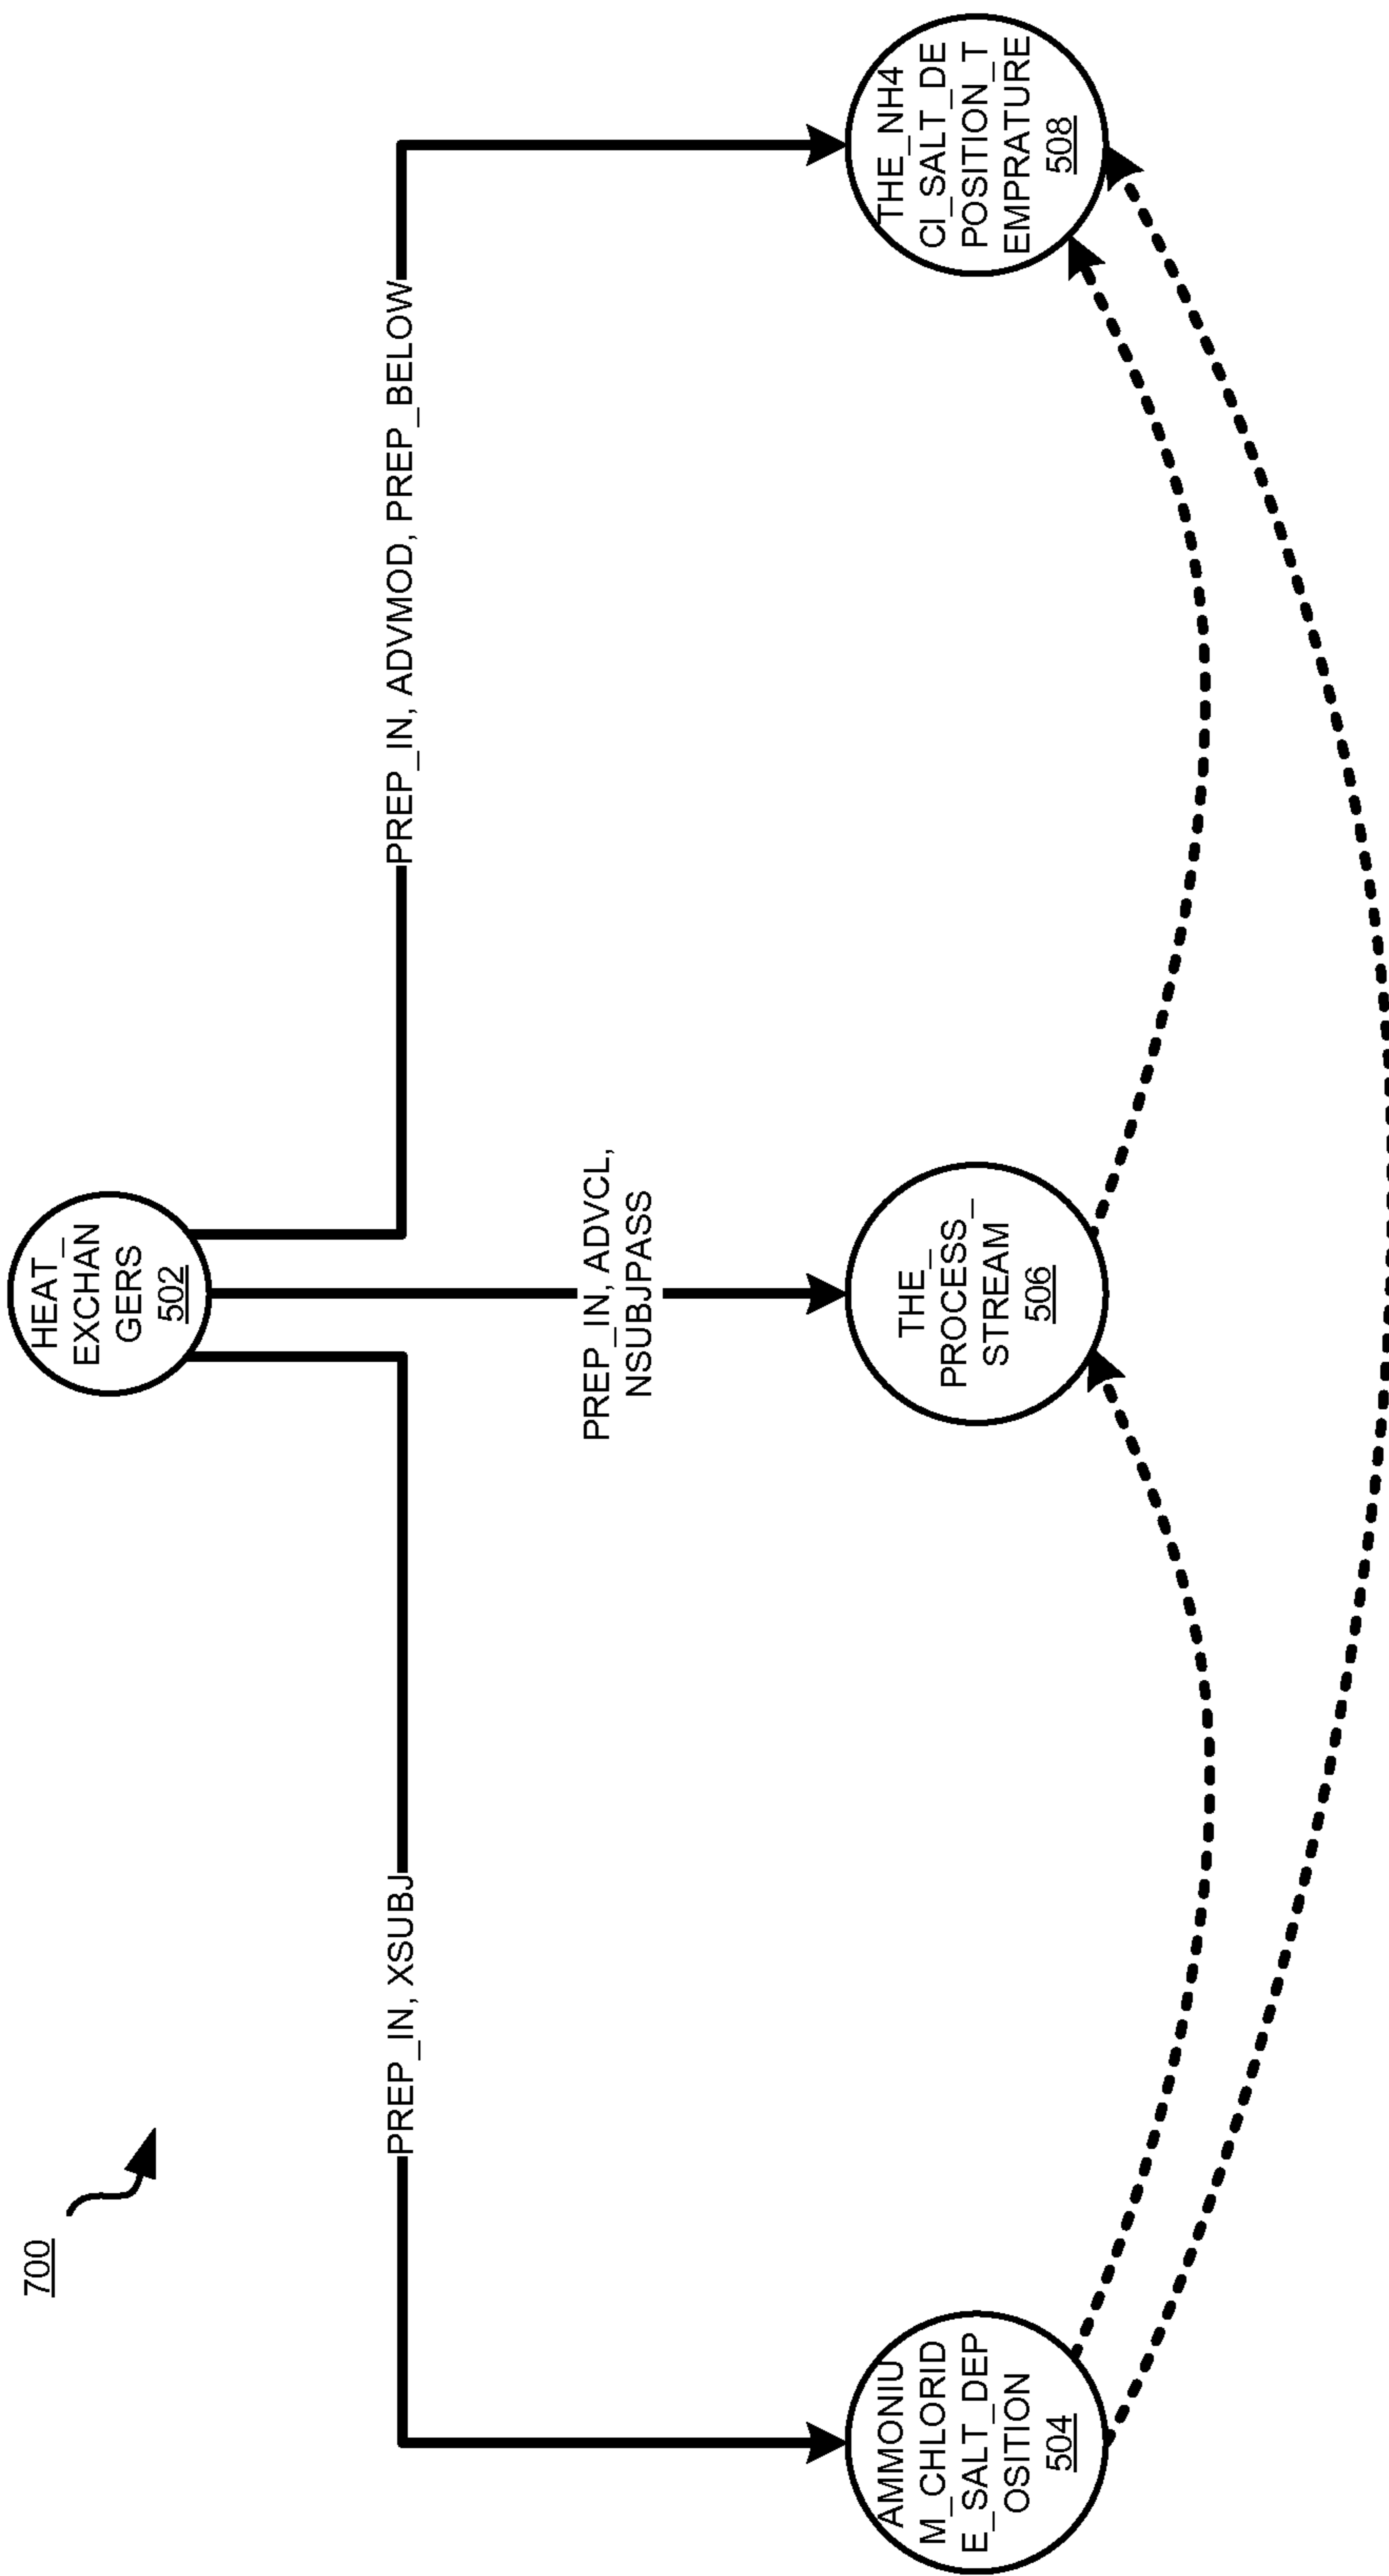 700
HEAT_
EXCHAN
GERS
502
PREP_IN, XSUBJ
PREP_IN, ADVCL,
NSUBJPASS
PREP_IN, ADVMOD, PREP_BELOW
AMMONIU
M_CHLORID
E_SALT_DEP
OSITION
504
THE_
PROCESS_
STREAM
506
THE_NH4
CI_SALT_DE
POSITION_T
EMPRATURE
508